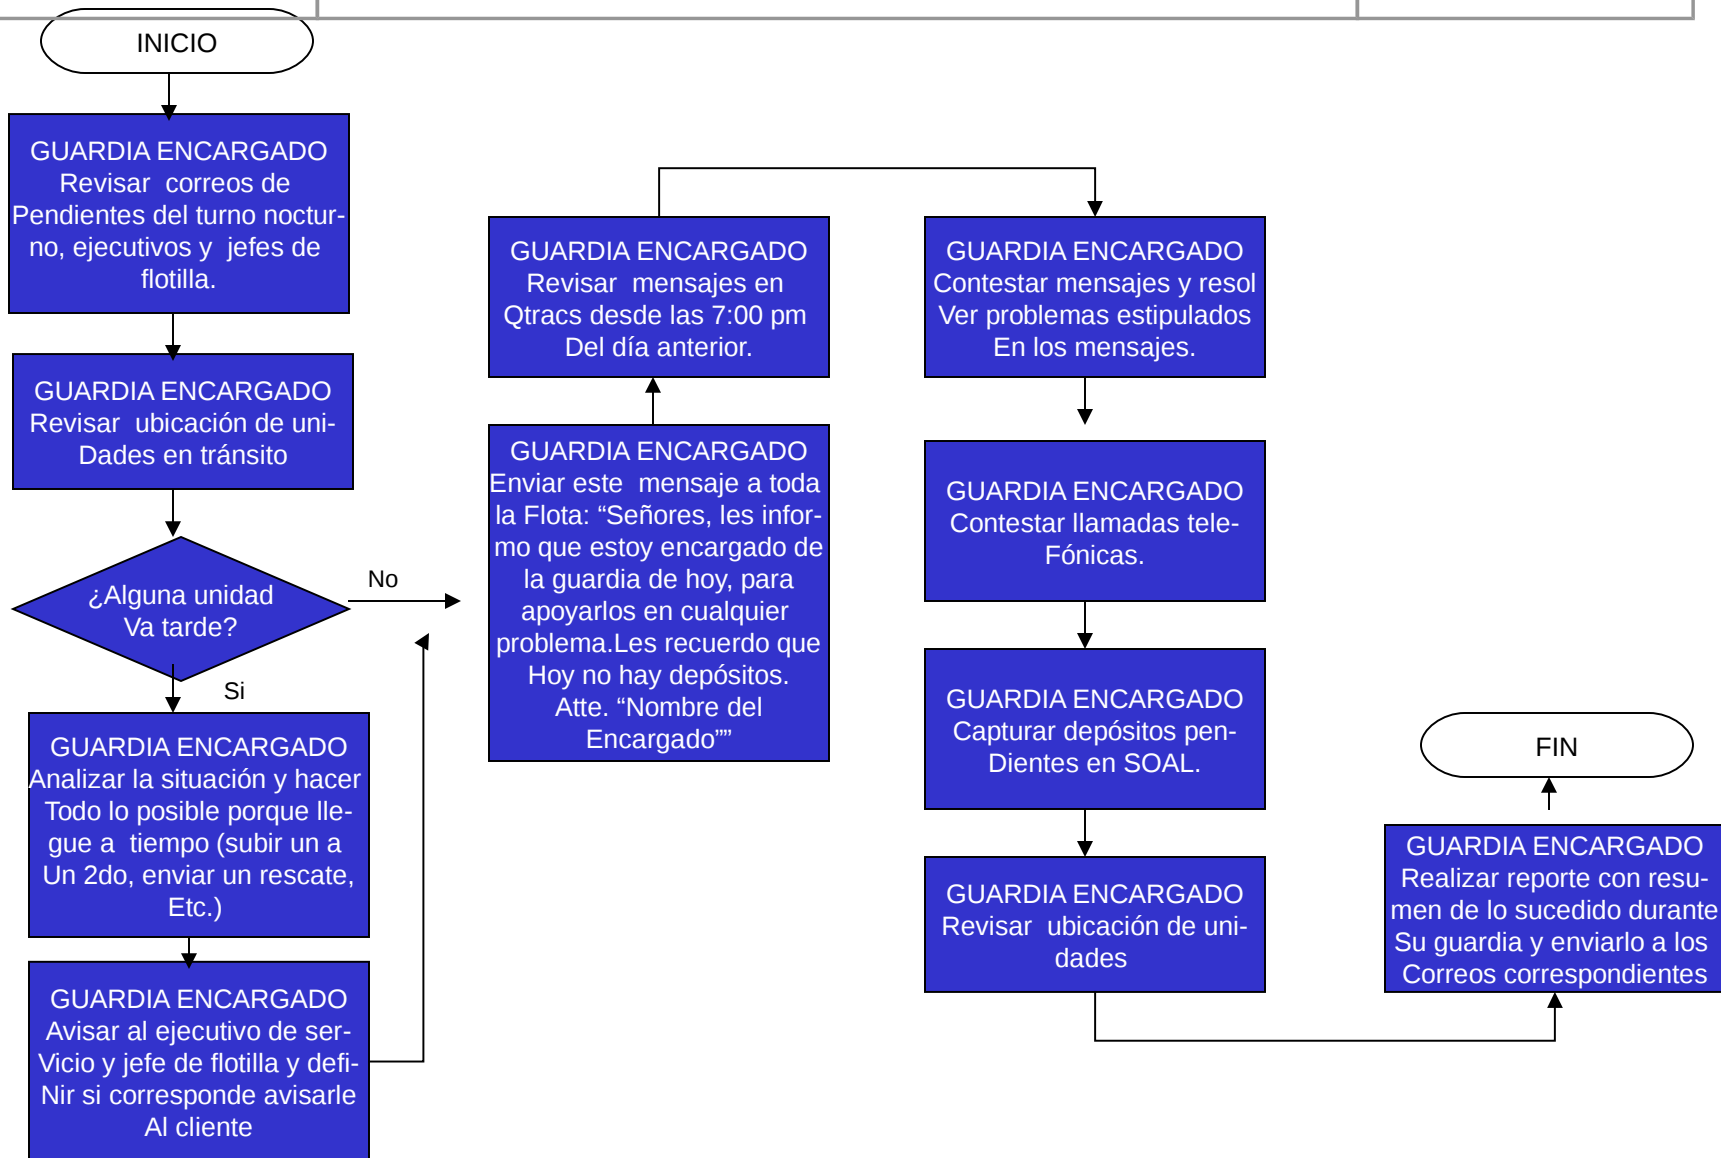 INICIO
GUARDIA ENCARGADO
Revisar  correos de
Pendientes del turno noctur-
no, ejecutivos y  jefes de
flotilla.
GUARDIA ENCARGADO
Revisar  ubicación de uni-
Dades en tránsito
¿Alguna unidad
Va tarde?
No
Si
GUARDIA ENCARGADO
Analizar la situación y hacer
Todo lo posible porque lle-
gue a  tiempo (subir un a
Un 2do, enviar un rescate,
Etc.)
GUARDIA ENCARGADO
Avisar al ejecutivo de ser-
Vicio y jefe de flotilla y defi-
Nir si corresponde avisarle
Al cliente
GUARDIA ENCARGADO
Enviar este  mensaje a toda
la Flota: “Señores, les infor-
mo que estoy encargado de
la guardia de hoy, para
apoyarlos en cualquier
problema.Les recuerdo que
Hoy no hay depósitos.
Atte. “Nombre del
Encargado””
GUARDIA ENCARGADO
Revisar  mensajes en
Qtracs desde las 7:00 pm
Del día anterior.
GUARDIA ENCARGADO
Contestar mensajes y resol
Ver problemas estipulados
En los mensajes.
GUARDIA ENCARGADO
Contestar llamadas tele-
Fónicas.
GUARDIA ENCARGADO
Capturar depósitos pen-
Dientes en SOAL.
GUARDIA ENCARGADO
Revisar  ubicación de uni-
dades
GUARDIA ENCARGADO
Realizar reporte con resu-
men de lo sucedido durante
Su guardia y enviarlo a los
Correos correspondientes
FIN